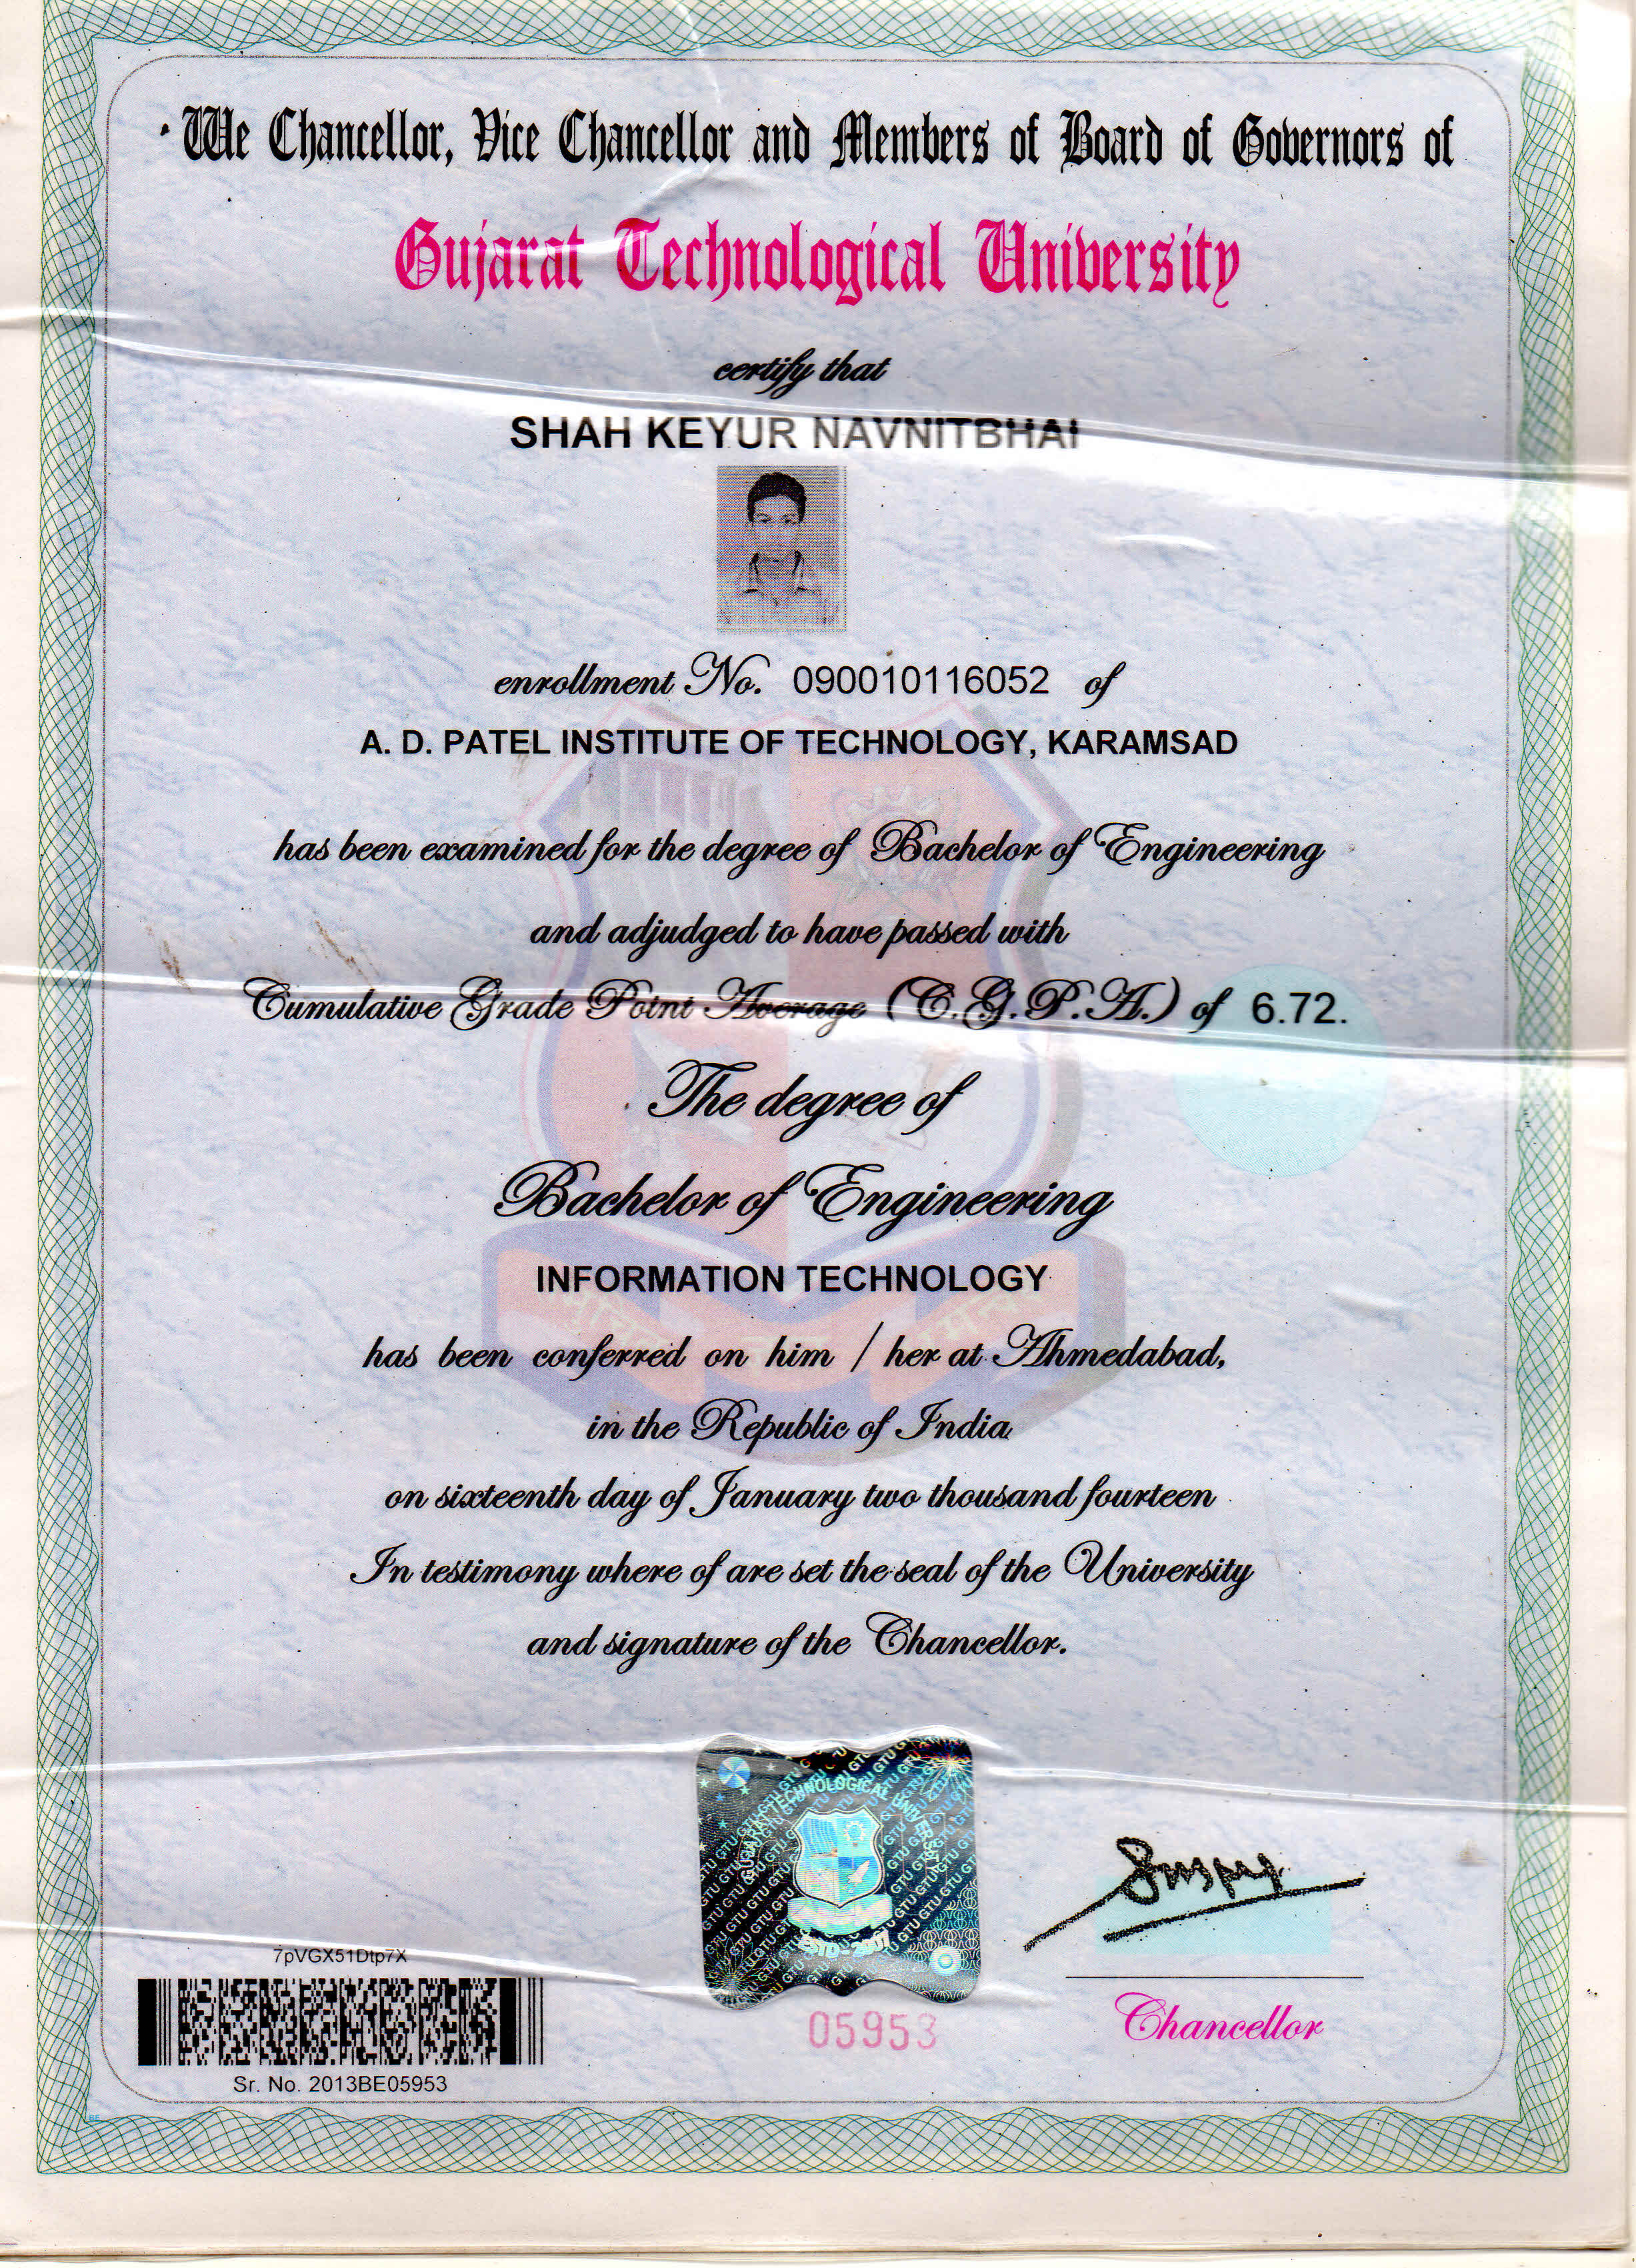 We Chancellor, Vice Chancellor and Members of Board of Governors of
Gujarat Technological University
certify that
SHAH KEYUR NAVNITBHAI
enrollment No. 090010116052 of
A. D. PATEL INSTITUTE OF TECHNOLOGY, KARAMSAD
has been examined for the degree of Bachelor of Engineering
and adjudged to have passed with
Cumulative Grade Point Average (C.G.P.A.) of 6.72.
The degree of
Bachelor of Engineering
INFORMATION TECHNOLOGY
has been conferred on him / her at Ahmedabad,
in the Republic of India
on sixteenth day of January two thousand fourteen
In testimony where of are set the seal of the University
and signature of the Chancellor.
GUJARAT TECHNOLOGICAL UNIVERSITY
ESTD-2007
7pVGX51Dtp7X
05953
Chancellor
Sr. No. 2013BE05953
BE